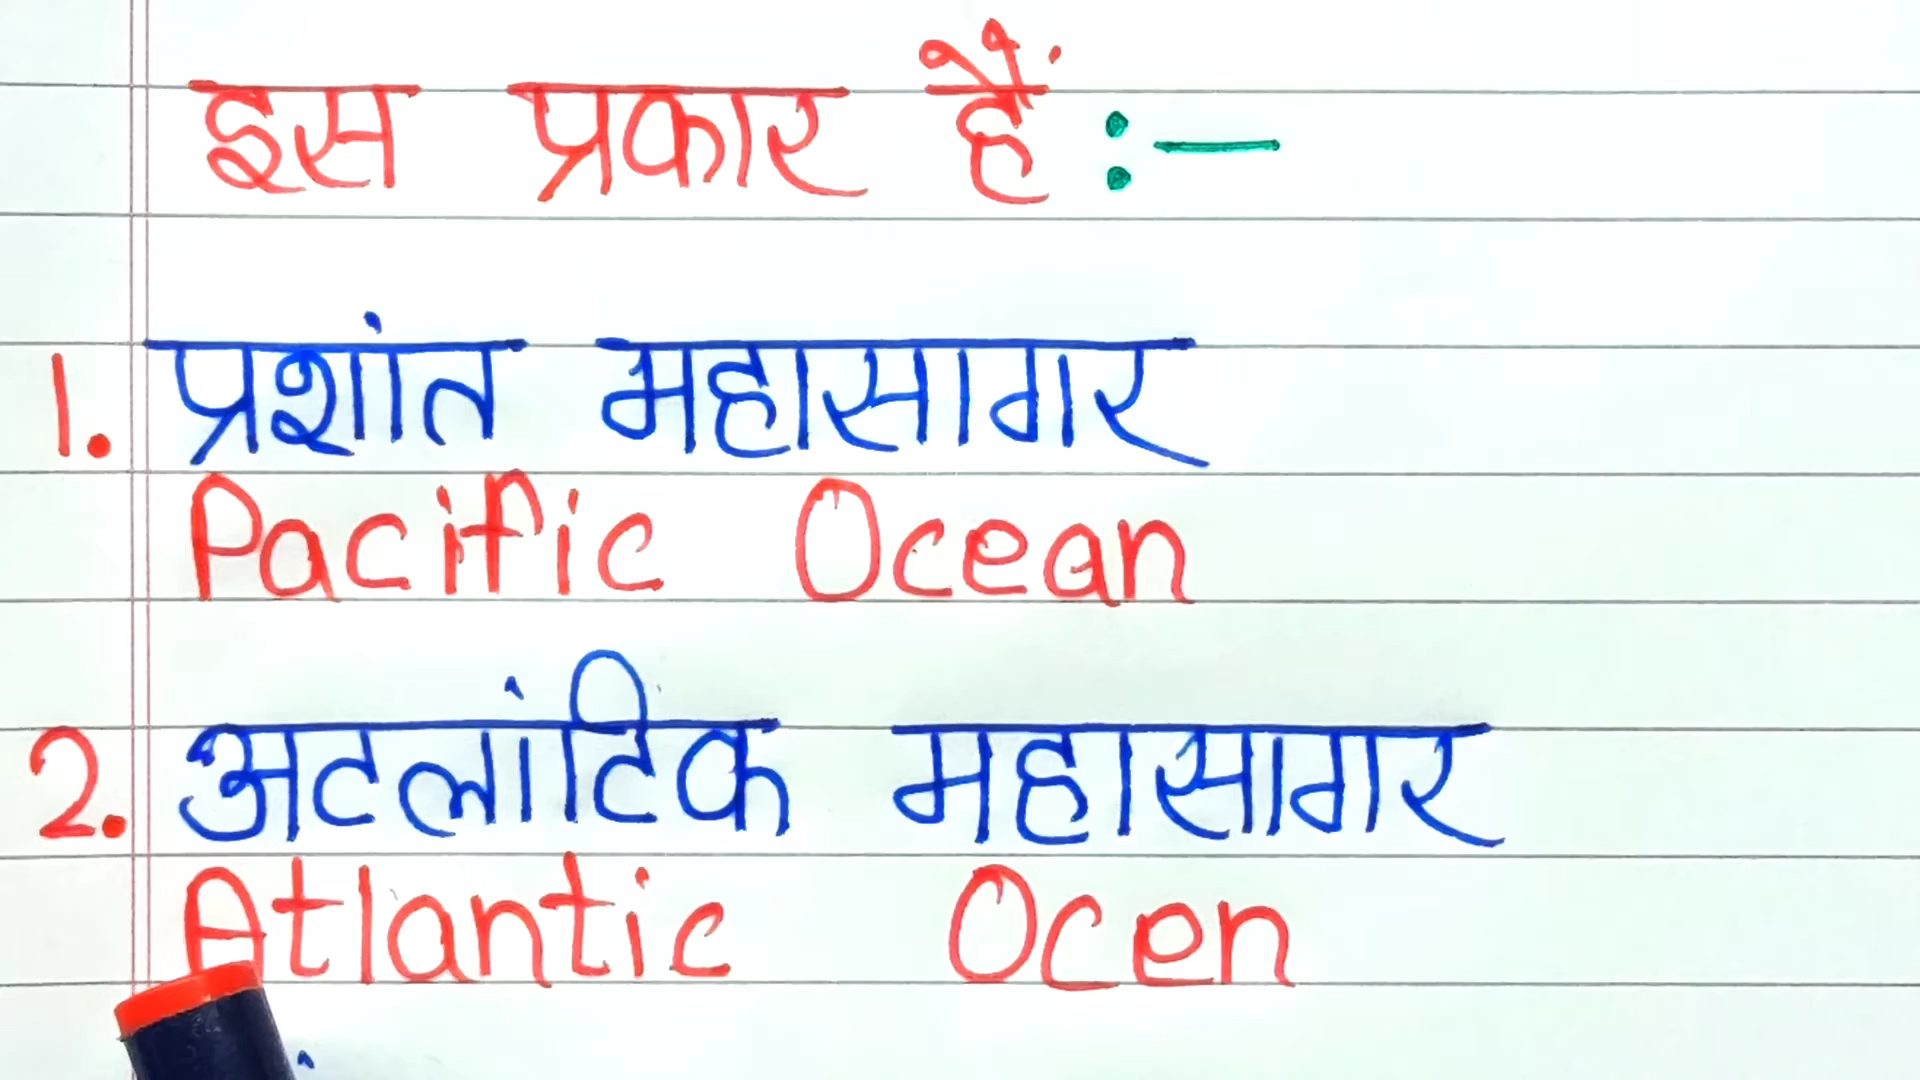 इस प्रकार हैं :—
1. प्रशांत महासागर
Pacific Ocean
2. अटलांटिक महासागर
Atlantic Ocen